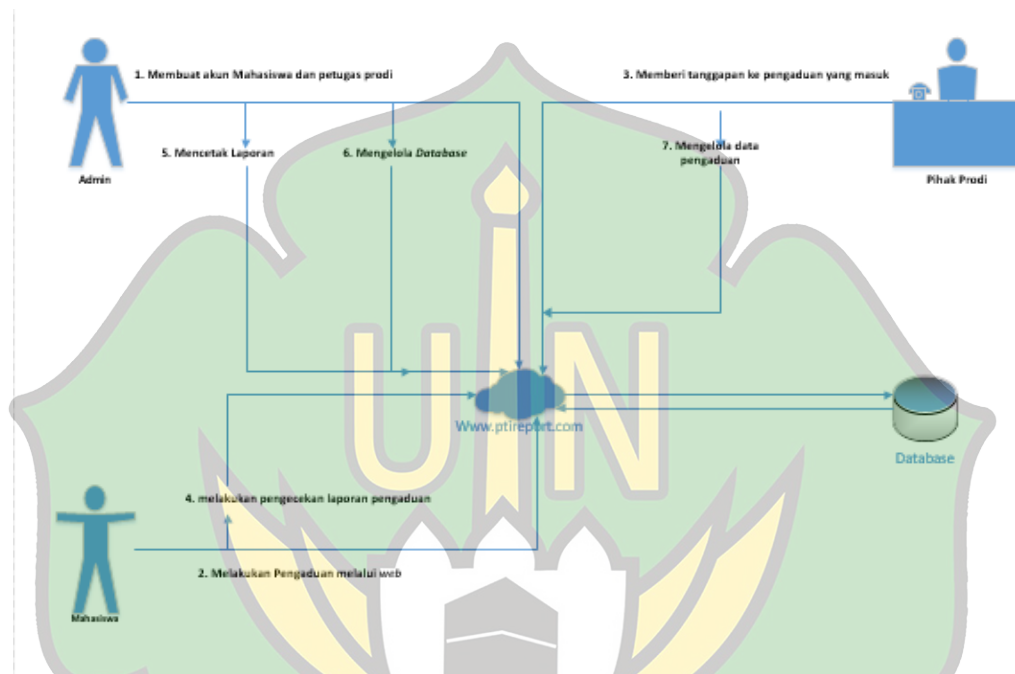 1. Membuat akun Mahasiswa dan petugas prodi
3. Memberi tanggapan ke pengaduan yang masuk
5. Mencetak Laporan
6. Mengelola Database
7. Mengelola data
pengaduan
Admin
Pihak Prodi
UIN
Www.ptireport.com
Database
4. melakukan pengecekan laporan pengaduan
2. Melakukan Pengaduan melalui web
Mahasiswa